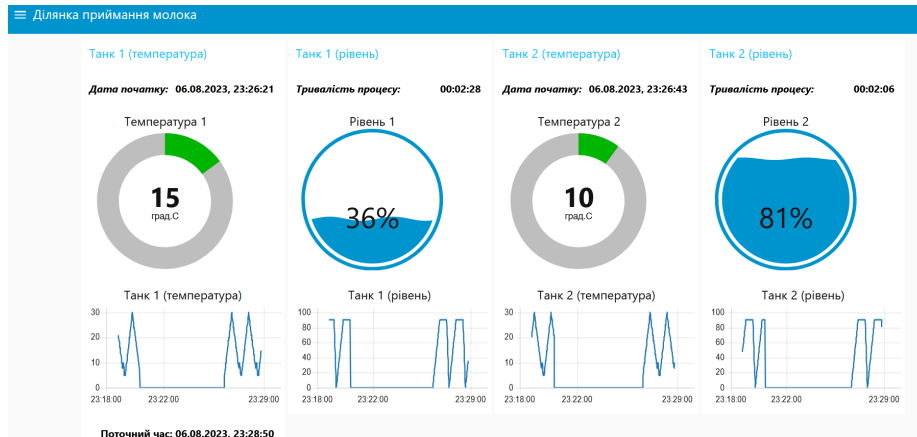 Ділянка приймання молока
Танк 1 (температура)
Дата початку: 06.08.2023, 23:26:21
Температура 1
15
град.C
Танк 1 (температура)
30
20
10
0
23:18:00 23:22:00 23:29:00
Поточний час: 06.08.2023, 23:28:50
Танк 1 (рівень)
Тривалість процесу: 00:02:28
Рівень 1
36%
Танк 1 (рівень)
100
80
60
40
20
0
23:18:00 23:22:00 23:29:00
Танк 2 (температура)
Дата початку: 06.08.2023, 23:26:43
Температура 2
10
град.C
Танк 2 (температура)
30
20
10
0
23:18:00 23:22:00 23:29:00
Танк 2 (рівень)
Тривалість процесу: 00:02:06
Рівень 2
81%
Танк 2 (рівень)
100
80
60
40
20
0
23:18:00 23:22:00 23:29:00